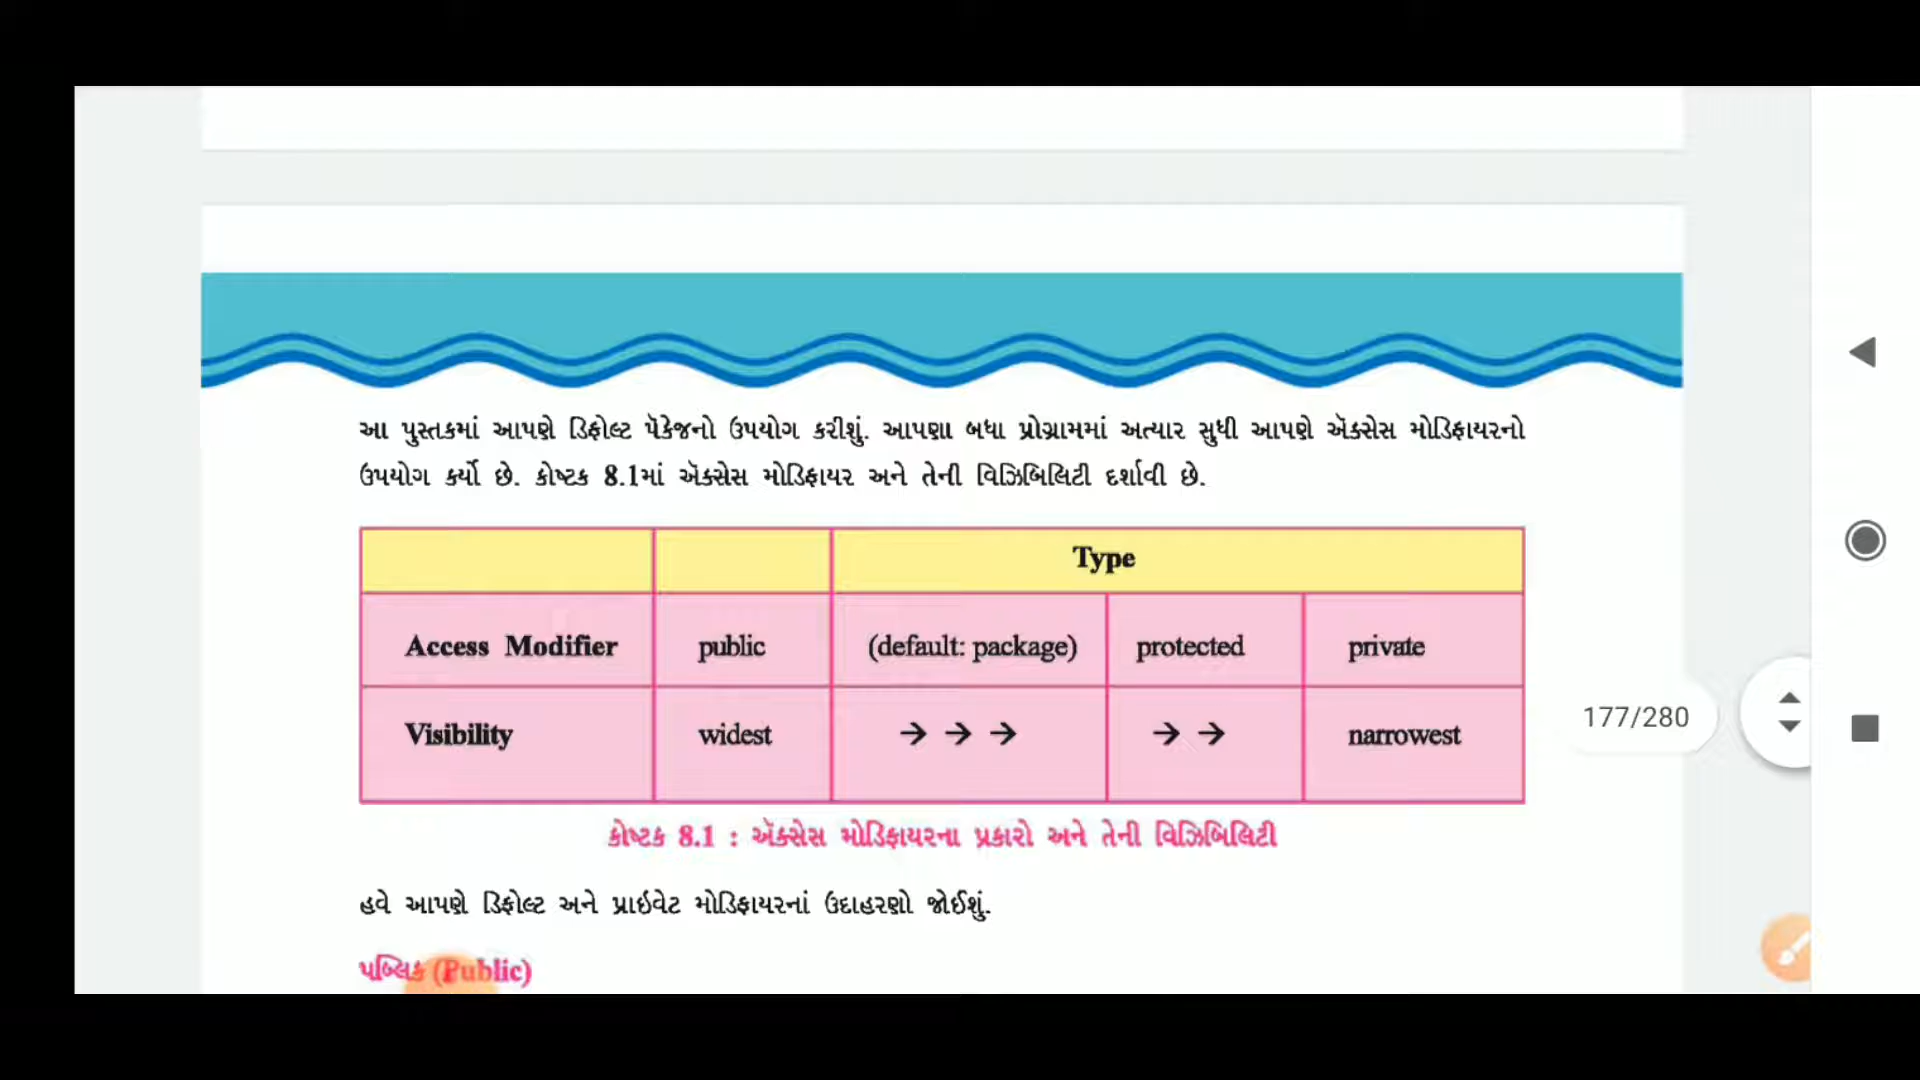 આ પુસ્તકમાં આપણે ડિફોલ્ટ પૅકેજનો ઉપયોગ કરીશું. આપણા બધા પ્રોગ્રામમાં અત્યાર સુધી આપણે ઍક્સેસ મોડિફાયરનો
ઉપયોગ કર્યો છે. કોષ્ટક 8.1માં ઍક્સેસ મોડિફાયર અને તેની વિઝિબિલિટી દર્શાવી છે.
Type
Access Modifier public (default: package) protected private
Visibility widest → → → → → narrowest
177/280
કોષ્ટક 8.1 : ઍક્સેસ મોડિફાયરના પ્રકારો અને તેની વિઝિબિલિટી
હવે આપણે ડિફોલ્ટ અને પ્રાઇવેટ મોડિફાયરનાં ઉદાહરણો જોઈશું.
પબ્લિક (Public)